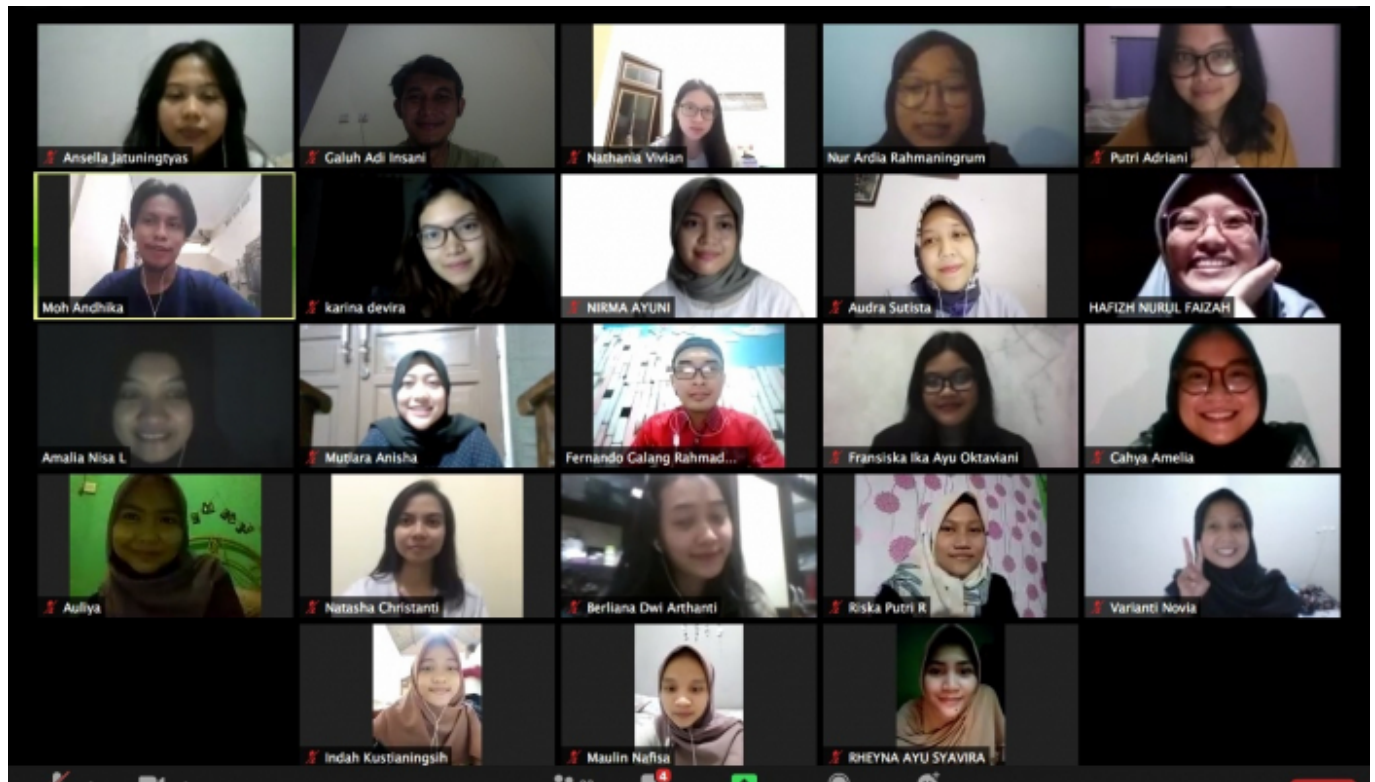 Ansella Jatuningtyas
Galuh Adi Insani
Nathania Vivian
Nur Ardia Rahmaningrum
Putri Adriani
Moh Andhika
karina devira
NIRMA AYUNI
Audra Sutista
HAFIZH NURUL FAIZAH
Amalia Nisa L
Mutiara Anisha
Fernando Galang Rahmad...
Fransiska Ika Ayu Oktaviani
Cahya Amelia
Auliya
Natasha Christanti
Berliana Dwi Arthanti
Riska Putri R
Varianti Novia
Indah Kustianingsih
Maulin Nafisa
RHEYNA AYU SYAVIRA
4